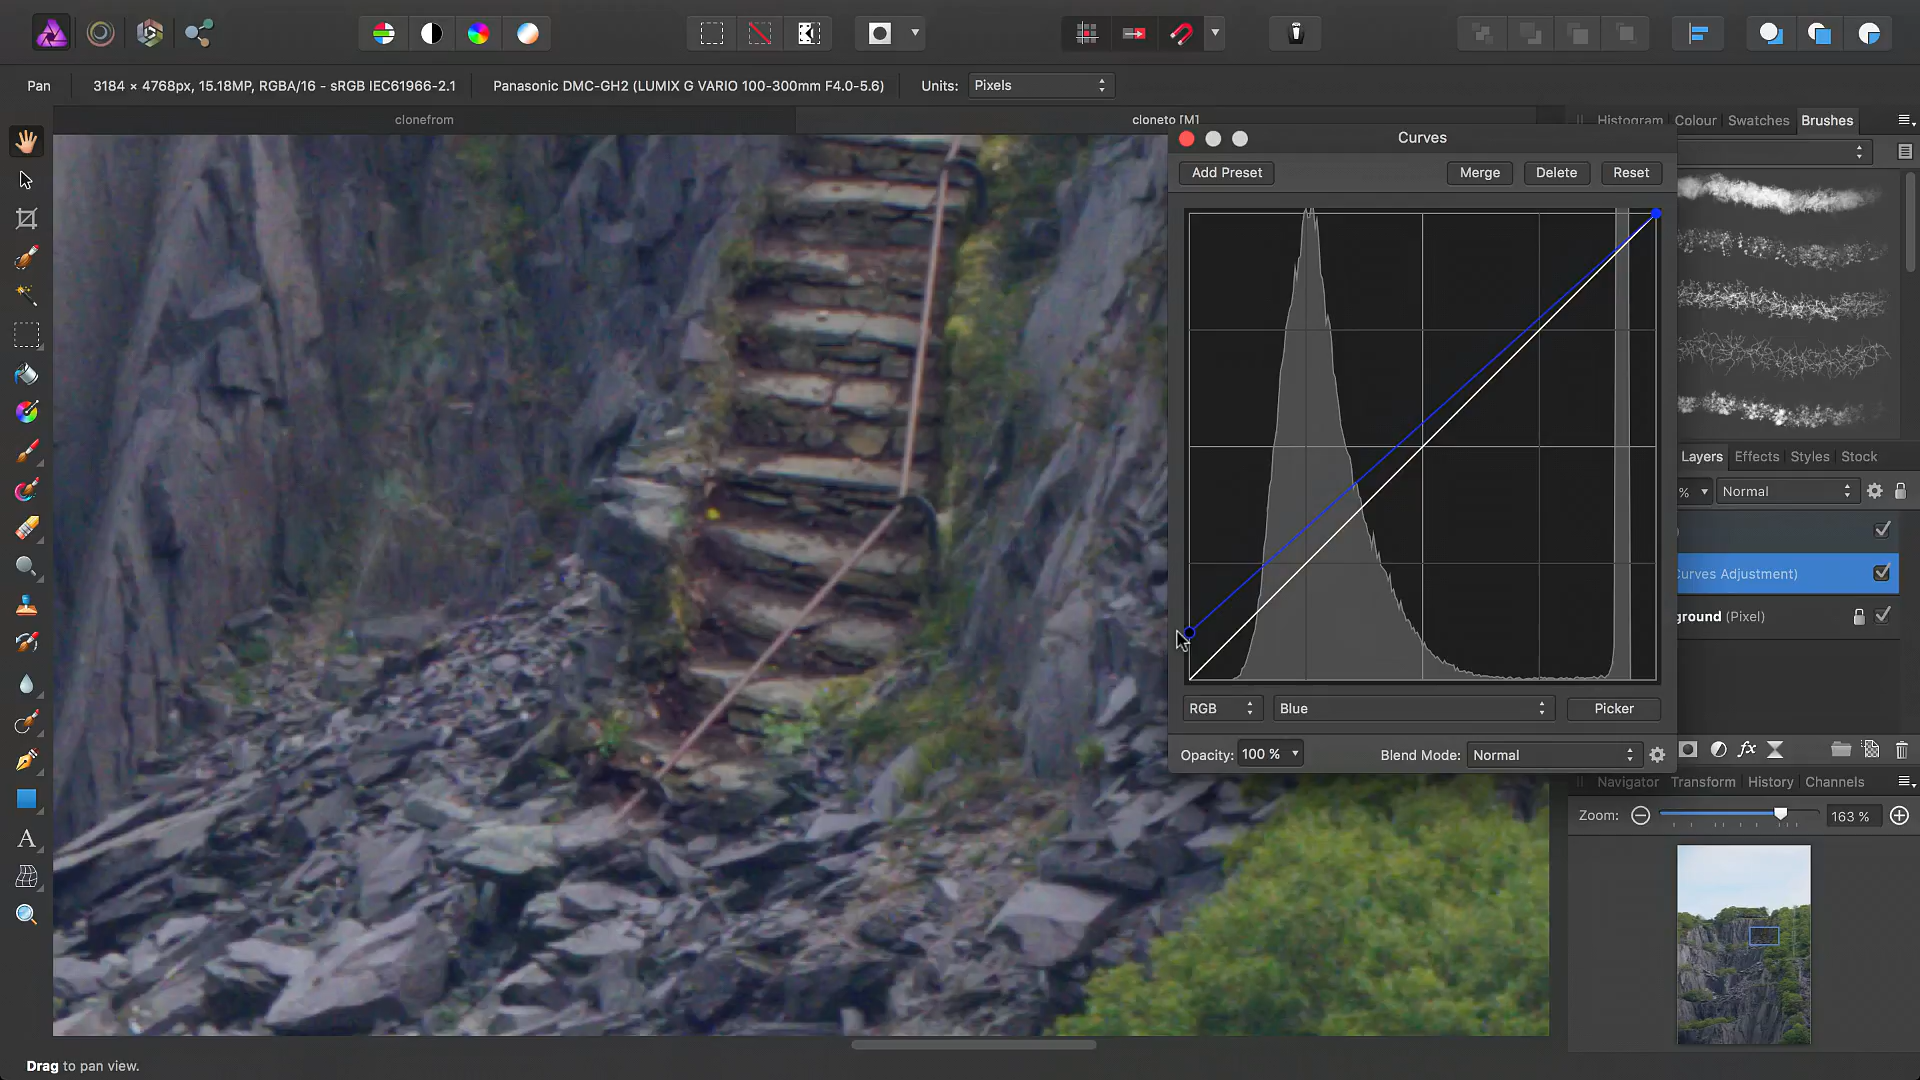 Pan
3184 × 4768px, 15.18MP, RGBA/16 - sRGB IEC61966-2.1
Panasonic DMC-GH2 (LUMIX G VARIO 100-300mm F4.0-5.6)
Units:
Pixels
clonefrom
cloneto [M]
Histogram
Colour
Swatches
Brushes
Curves
Add Preset
Merge
Delete
Reset
RGB
Blue
Picker
Opacity:
100 %
Blend Mode:
Normal
Layers
Effects
Styles
Stock
%
Normal
Curves Adjustment)
ground (Pixel)
fx
Navigator
Transform
History
Channels
Zoom:
163 %
A
Drag to pan view.